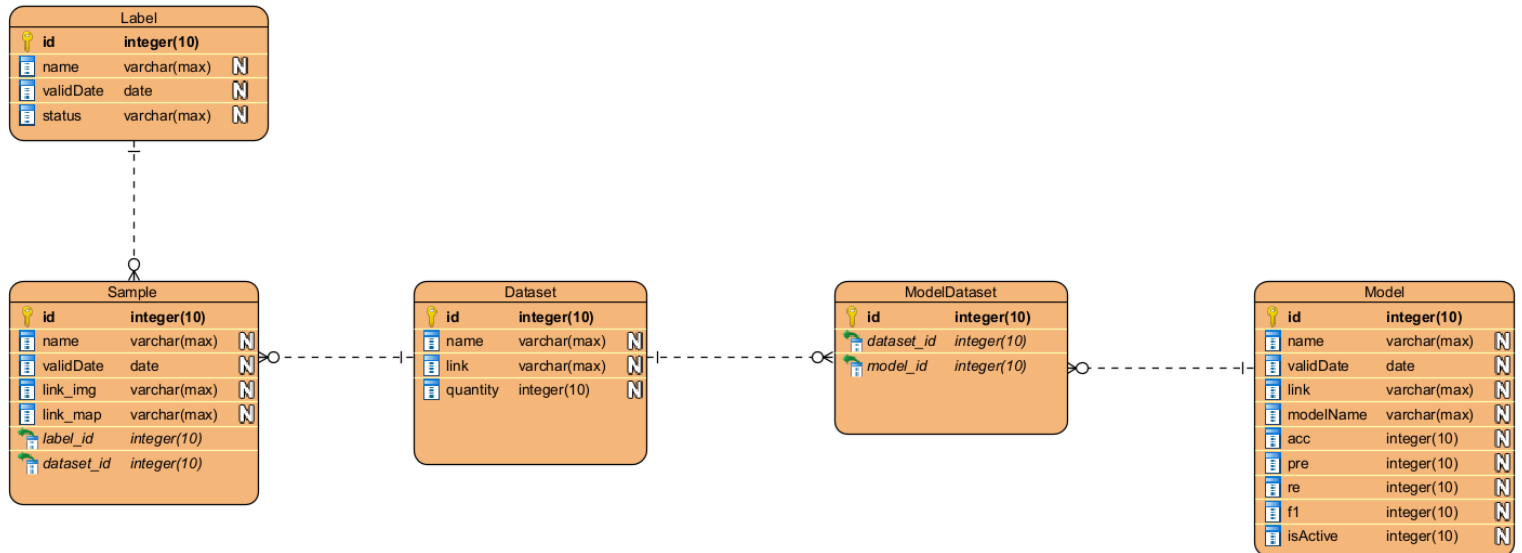 Label
id integer(10)
name varchar(max) N
validDate date N
status varchar(max) N
Sample
id integer(10)
name varchar(max) N
validDate date N
link_img varchar(max) N
link_map varchar(max) N
label_id integer(10)
dataset_id integer(10)
Dataset
id integer(10)
name varchar(max) N
link varchar(max) N
quantity integer(10) N
ModelDataset
id integer(10)
dataset_id integer(10)
model_id integer(10)
Model
id integer(10)
name varchar(max) N
validDate date N
link varchar(max) N
modelName varchar(max) N
acc integer(10) N
pre integer(10) N
re integer(10) N
f1 integer(10) N
isActive integer(10) N